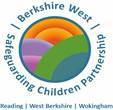 Berkshire West
Safeguarding Children Partnership
Reading | West Berkshire | Wokingham